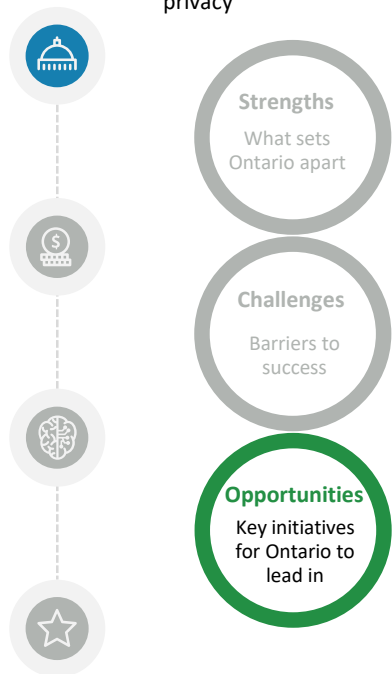 privacy
$
Strengths
What sets
Ontario apart
Challenges
Barriers to
success
Opportunities
Key initiatives
for Ontario to
lead in